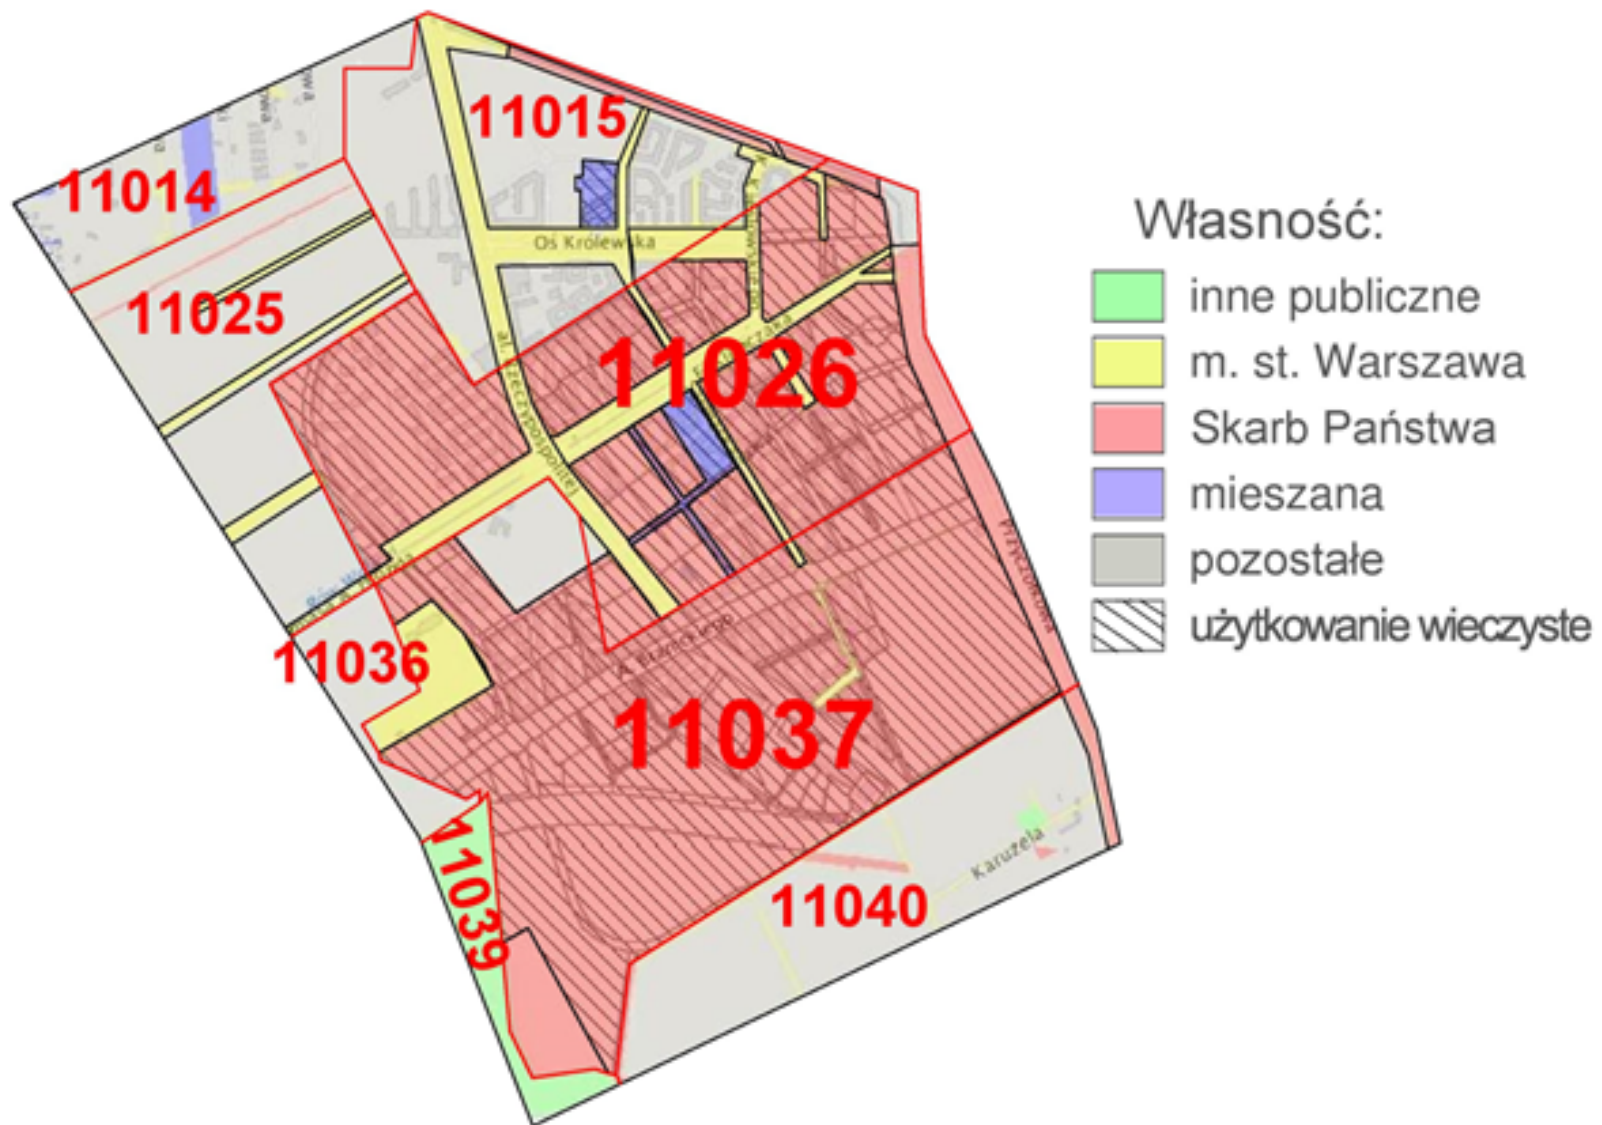 11015
11014
Oś Królewska
11025
al. Rzeczypospolitej
11026
Przyczółkowa
11036
11037
11039
Karuzela
11040
Własność:
inne publiczne
m. st. Warszawa
Skarb Państwa
mieszana
pozostałe
użytkowanie wieczyste